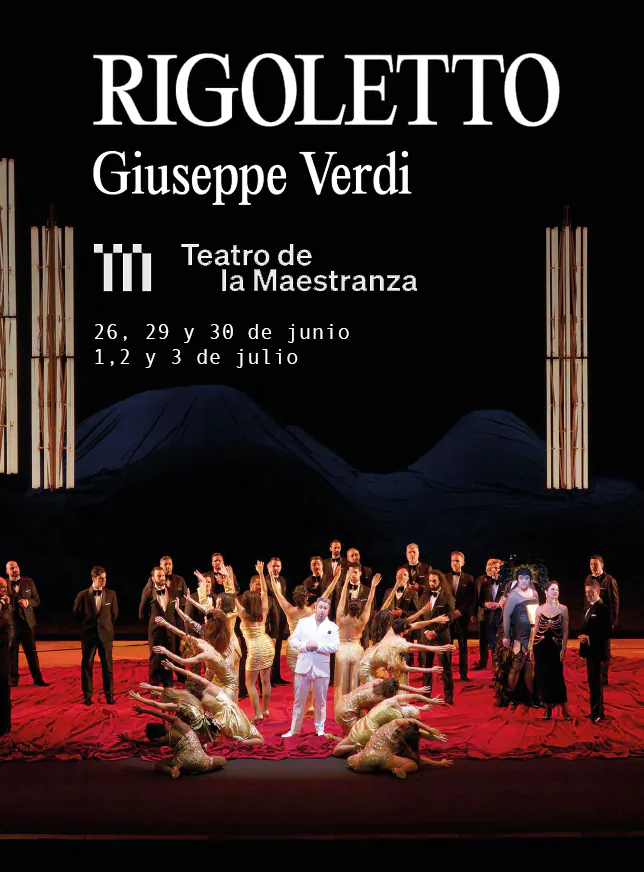 RIGOLETTO
Giuseppe Verdi
Teatro de
la Maestranza
26, 29 y 30 de junio
1,2 y 3 de julio